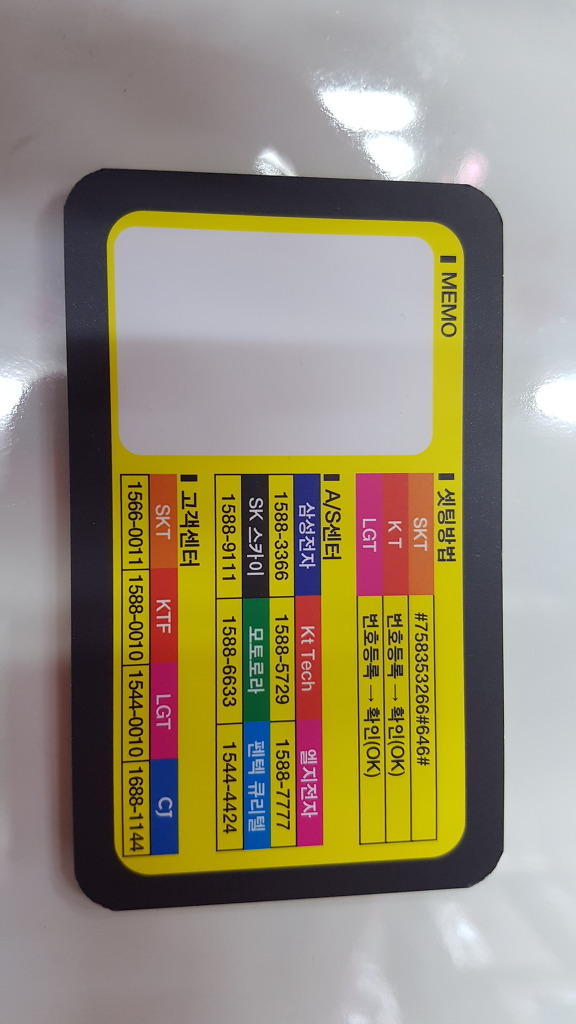 MEMO
셋팅방법
SKT #758353266#646#
K T 번호등록 → 확인(OK)
LGT 번호등록 → 확인(OK)
A/S센터
삼성전자 Kt Tech 엘지전자
1588-3366 1588-5729 1588-7777
SK 스카이 모토로라 펜텍 큐리텔
1588-9111 1588-6633 1544-4424
고객센터
SKT KTF LGT CJ
1566-0011 1588-0010 1544-0010 1688-1144